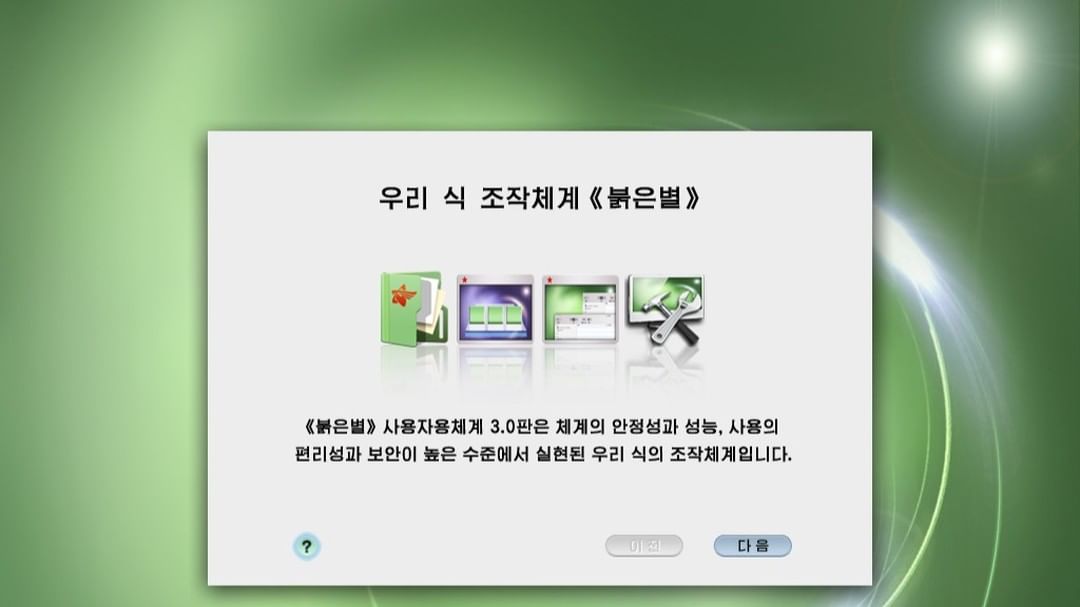 우리 식 조작체계《붉은별》
《붉은별》사용자용체계 3.0판은 체계의 안정성과 성능, 사용의
편리성과 보안이 높은 수준에서 실현된 우리 식의 조작체계입니다.
?
이 전
다 음